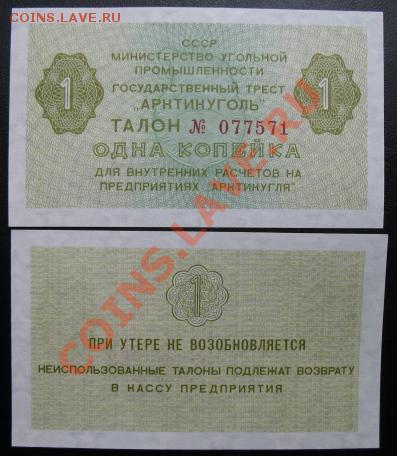 COINS.LAVE.RU
СССР
МИНИСТЕРСТВО УГОЛЬНОЙ
ПРОМЫШЛЕННОСТИ
ГОСУДАРСТВЕННЫЙ ТРЕСТ
1 „АРКТИКУГОЛЬ" 1
ТАЛОН № 077571
ОДНА КОПЕЙКА
ДЛЯ ВНУТРЕННИХ РАСЧЕТОВ НА
ПРЕДПРИЯТИЯХ „АРКТИКУГЛЯ"
COINS.LAVE.RU
1
ПРИ УТЕРЕ НЕ ВОЗОБНОВЛЯЕТСЯ
НЕИСПОЛЬЗОВАННЫЕ ТАЛОНЫ ПОДЛЕЖАТ ВОЗВРАТУ
В КАССУ ПРЕДПРИЯТИЯ